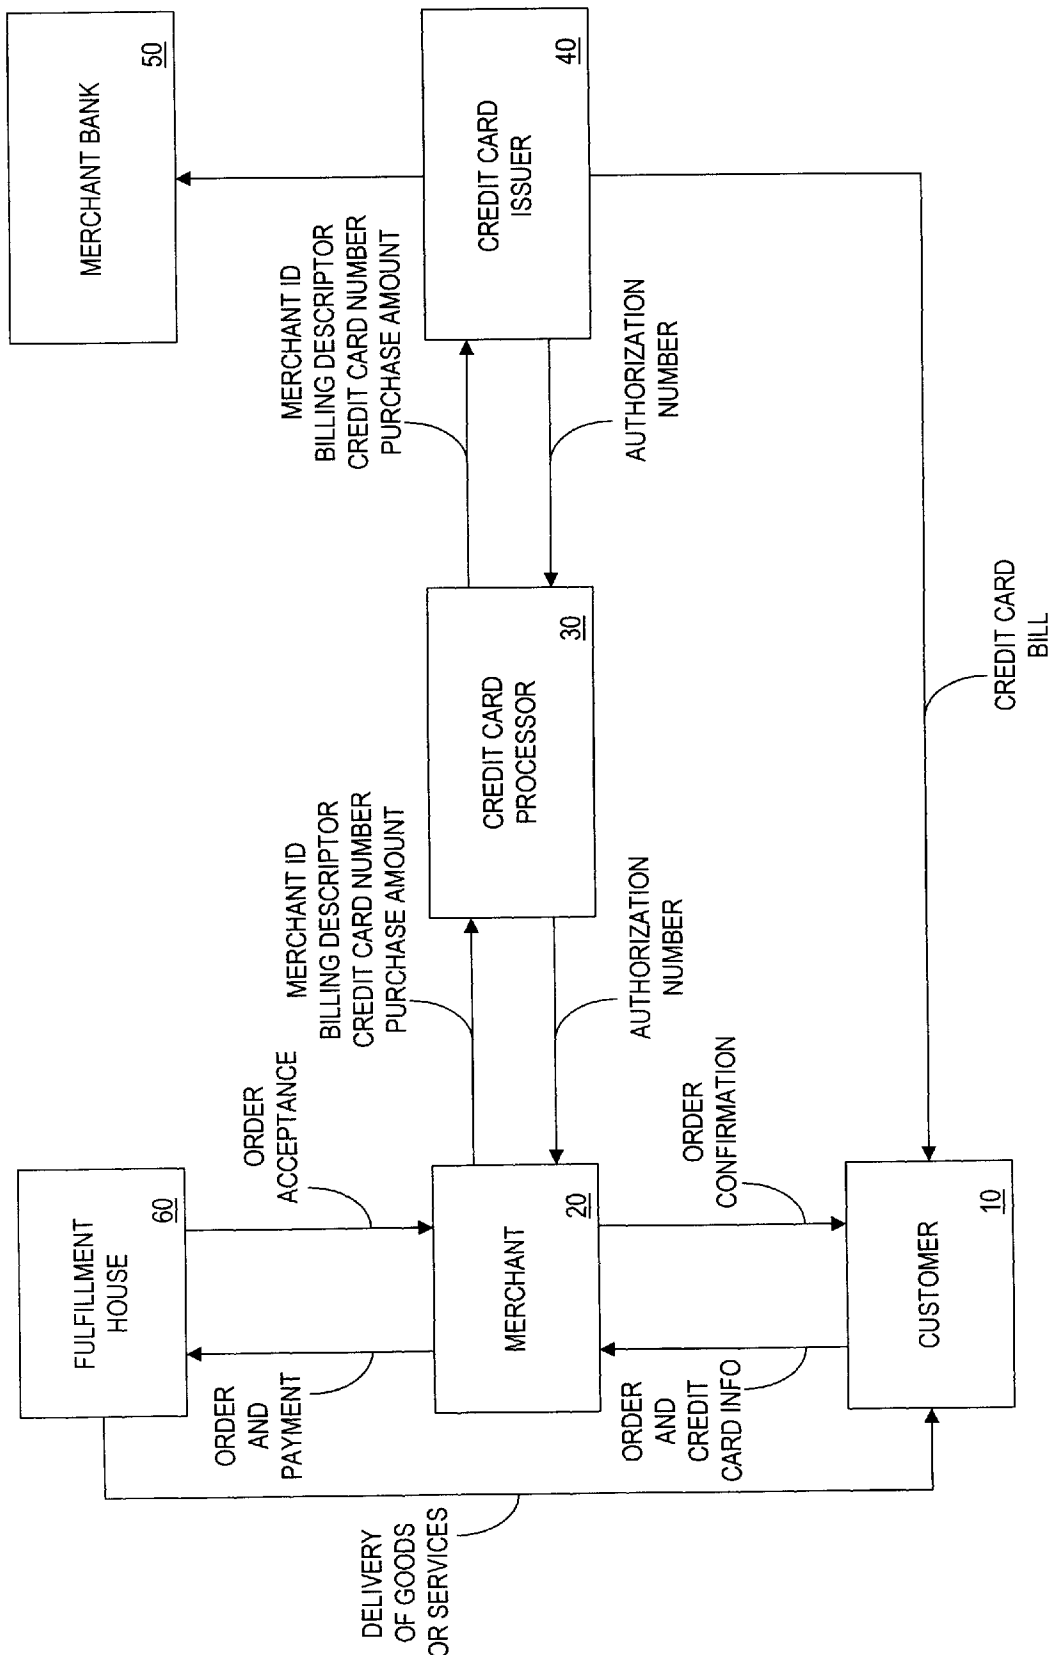 FULFILLMENT
HOUSE
60
ORDER
ACCEPTANCE
MERCHANT BANK
50
ORDER
AND
PAYMENT
DELIVERY
OF GOODS
OR SERVICES
MERCHANT
20
MERCHANT ID
BILLING DESCRIPTOR
CREDIT CARD NUMBER
PURCHASE AMOUNT
AUTHORIZATION
NUMBER
CREDIT CARD
PROCESSOR
30
MERCHANT ID
BILLING DESCRIPTOR
CREDIT CARD NUMBER
PURCHASE AMOUNT
AUTHORIZATION
NUMBER
CREDIT CARD
ISSUER
40
ORDER
AND
CREDIT
CARD INFO
ORDER
CONFIRMATION
CUSTOMER
10
CREDIT CARD
BILL